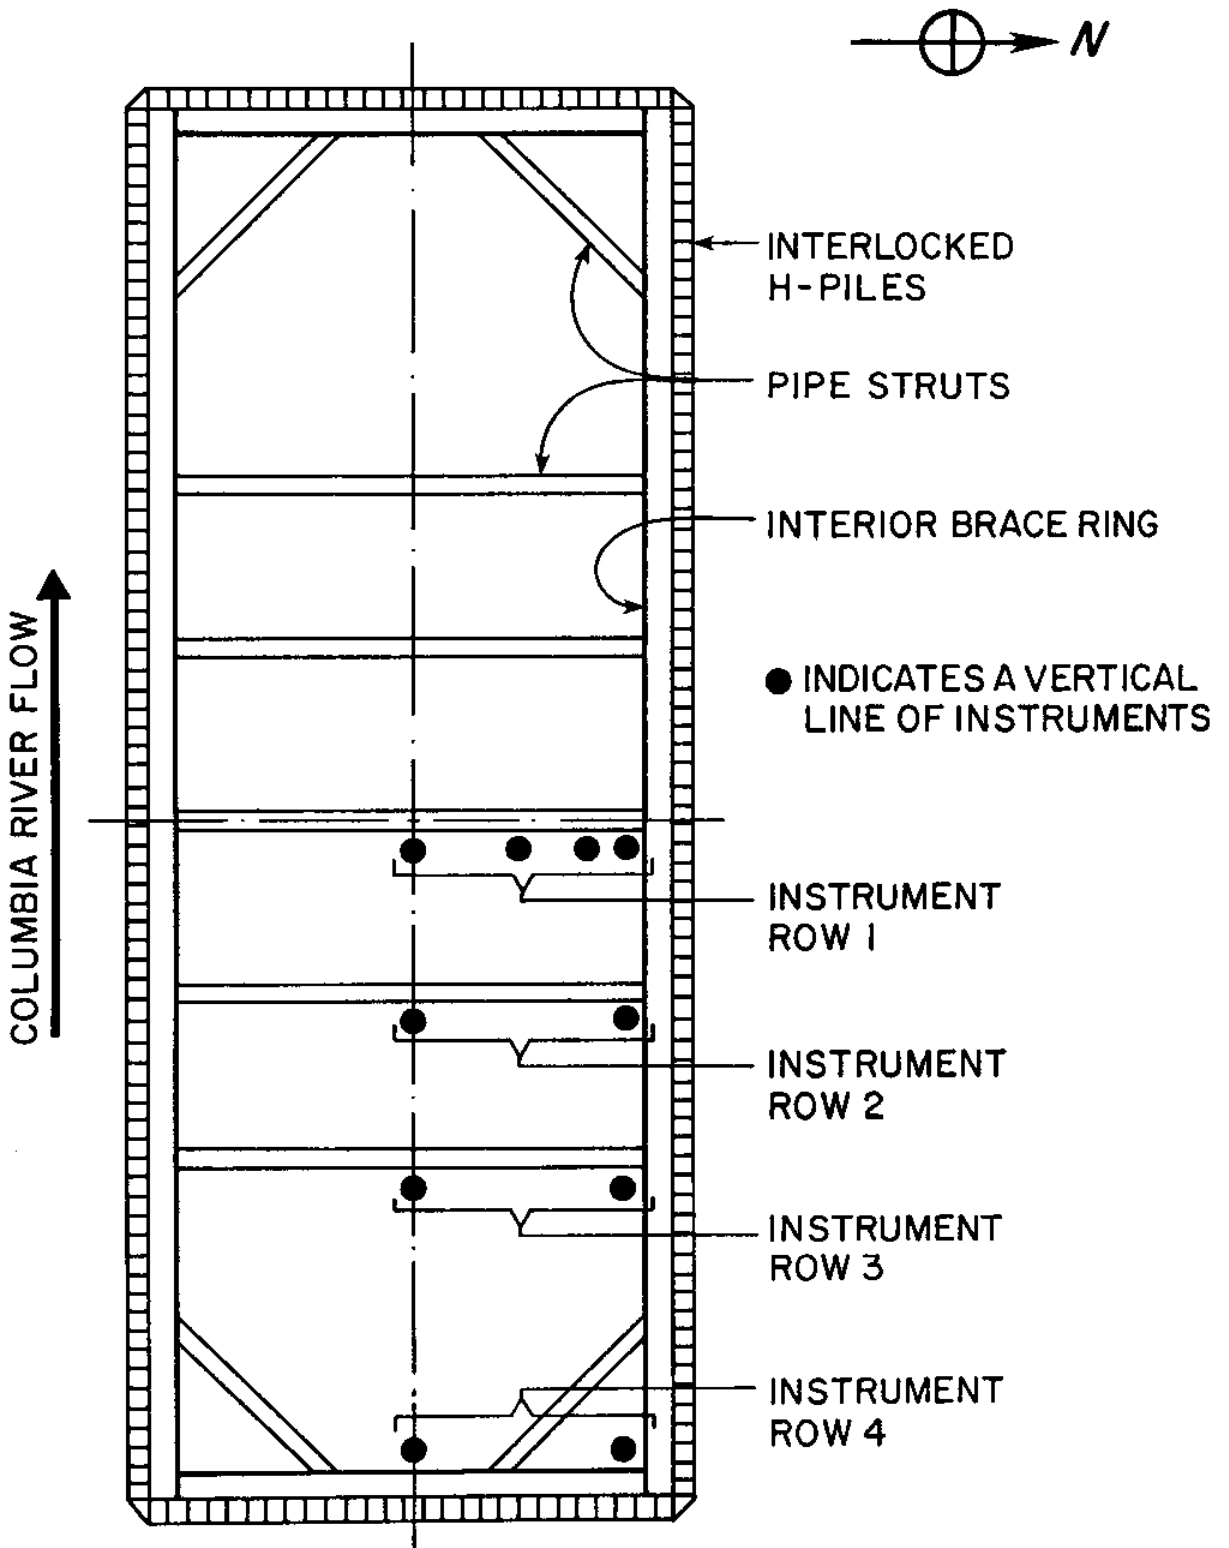 N
INTERLOCKED
H-PILES
PIPE STRUTS
INTERIOR BRACE RING
COLUMBIA RIVER FLOW
INDICATES A VERTICAL
LINE OF INSTRUMENTS
INSTRUMENT
ROW 1
INSTRUMENT
ROW 2
INSTRUMENT
ROW 3
INSTRUMENT
ROW 4